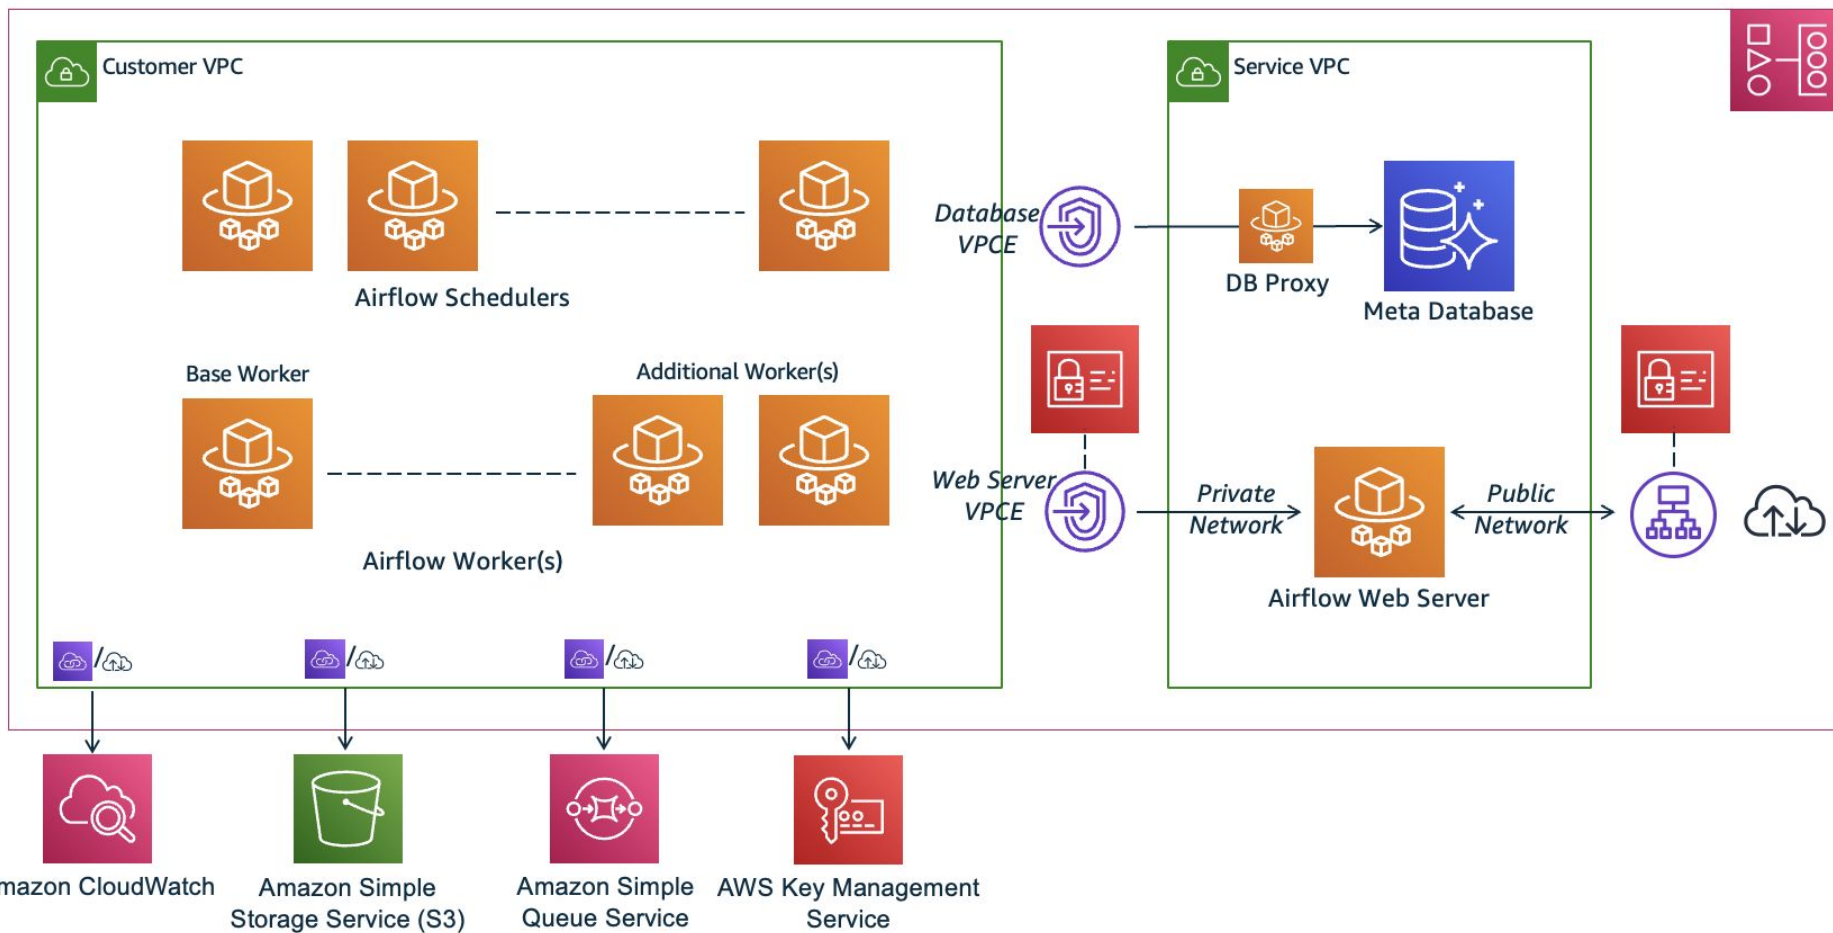 Customer VPC
Service VPC
Airflow Schedulers
Database
VPCE
DB Proxy
Meta Database
Base Worker
Additional Worker(s)
Airflow Worker(s)
Web Server
VPCE
Private
Network
Public
Network
Airflow Web Server
/
/
/
/
mazon CloudWatch
Amazon Simple
Storage Service (S3)
Amazon Simple
Queue Service
AWS Key Management
Service